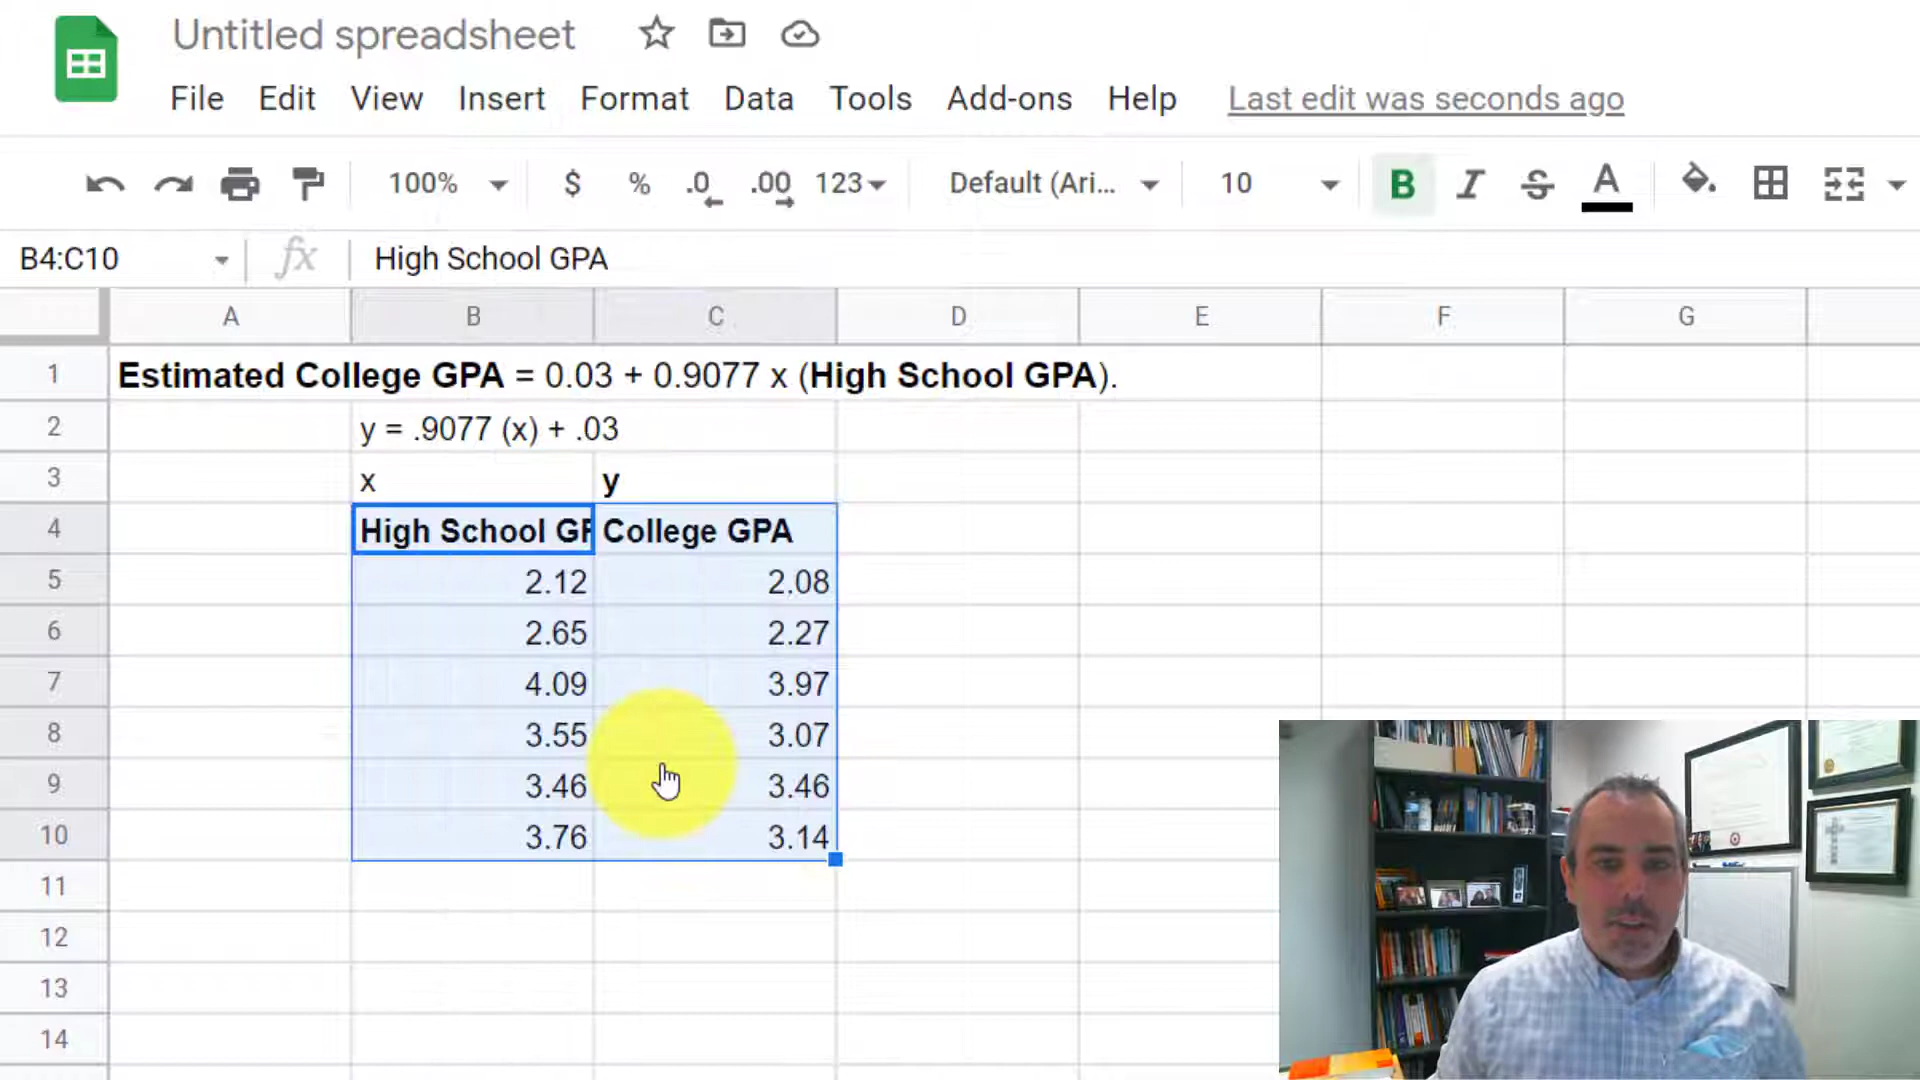 Untitled spreadsheet
File Edit View Insert Format Data Tools Add-ons Help Last edit was seconds ago
100% $ % .0 .00 123 Default (Ari... 10 B I S A
B4:C10 fx High School GPA
A B C D E F G
1 Estimated College GPA = 0.03 + 0.9077 x (High School GPA).
2 y = .9077 (x) + .03
3 x y
4 High School GP College GPA
5 2.12 2.08
6 2.65 2.27
7 4.09 3.97
8 3.55 3.07
9 3.46 3.46
10 3.76 3.14
11
12
13
14